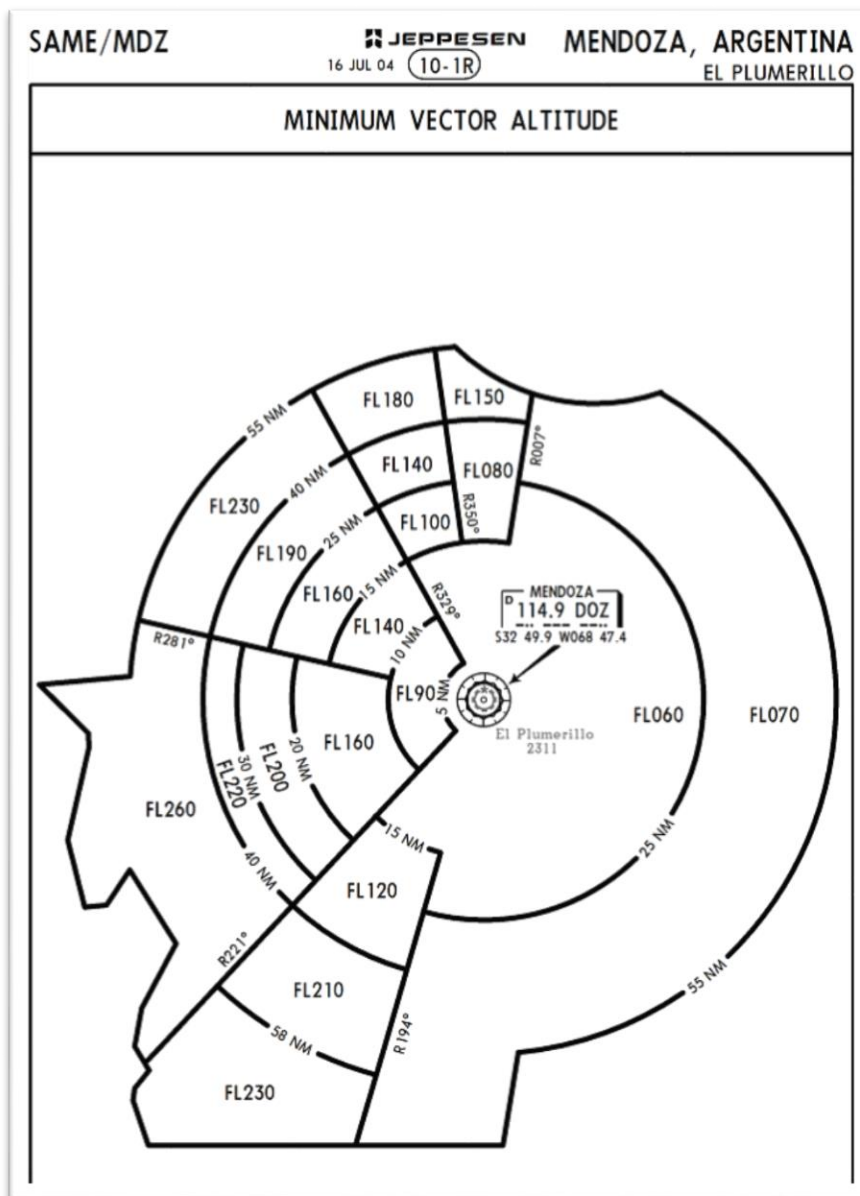 SAME/MDZ
JEPPESEN
MENDOZA, ARGENTINA
16 JUL 04
10-1R
EL PLUMERILLO
MINIMUM VECTOR ALTITUDE
FL180
FL150
55 NM
FL140
FL080
R007°
40 NM
FL230
FL100
R350°
25 NM
FL190
FL160
15 NM
R329°
MENDOZA
D 114.9 DOZ
S32 49.9 W068 47.4
FL140
R281°
10 NM
FL90
5 NM
El Plumerillo
2311
FL060
FL070
FL160
20 NM
FL200
30 NM
FL220
FL260
15 NM
25 NM
40 NM
FL120
R221°
FL210
55 NM
58 NM
R194°
FL230